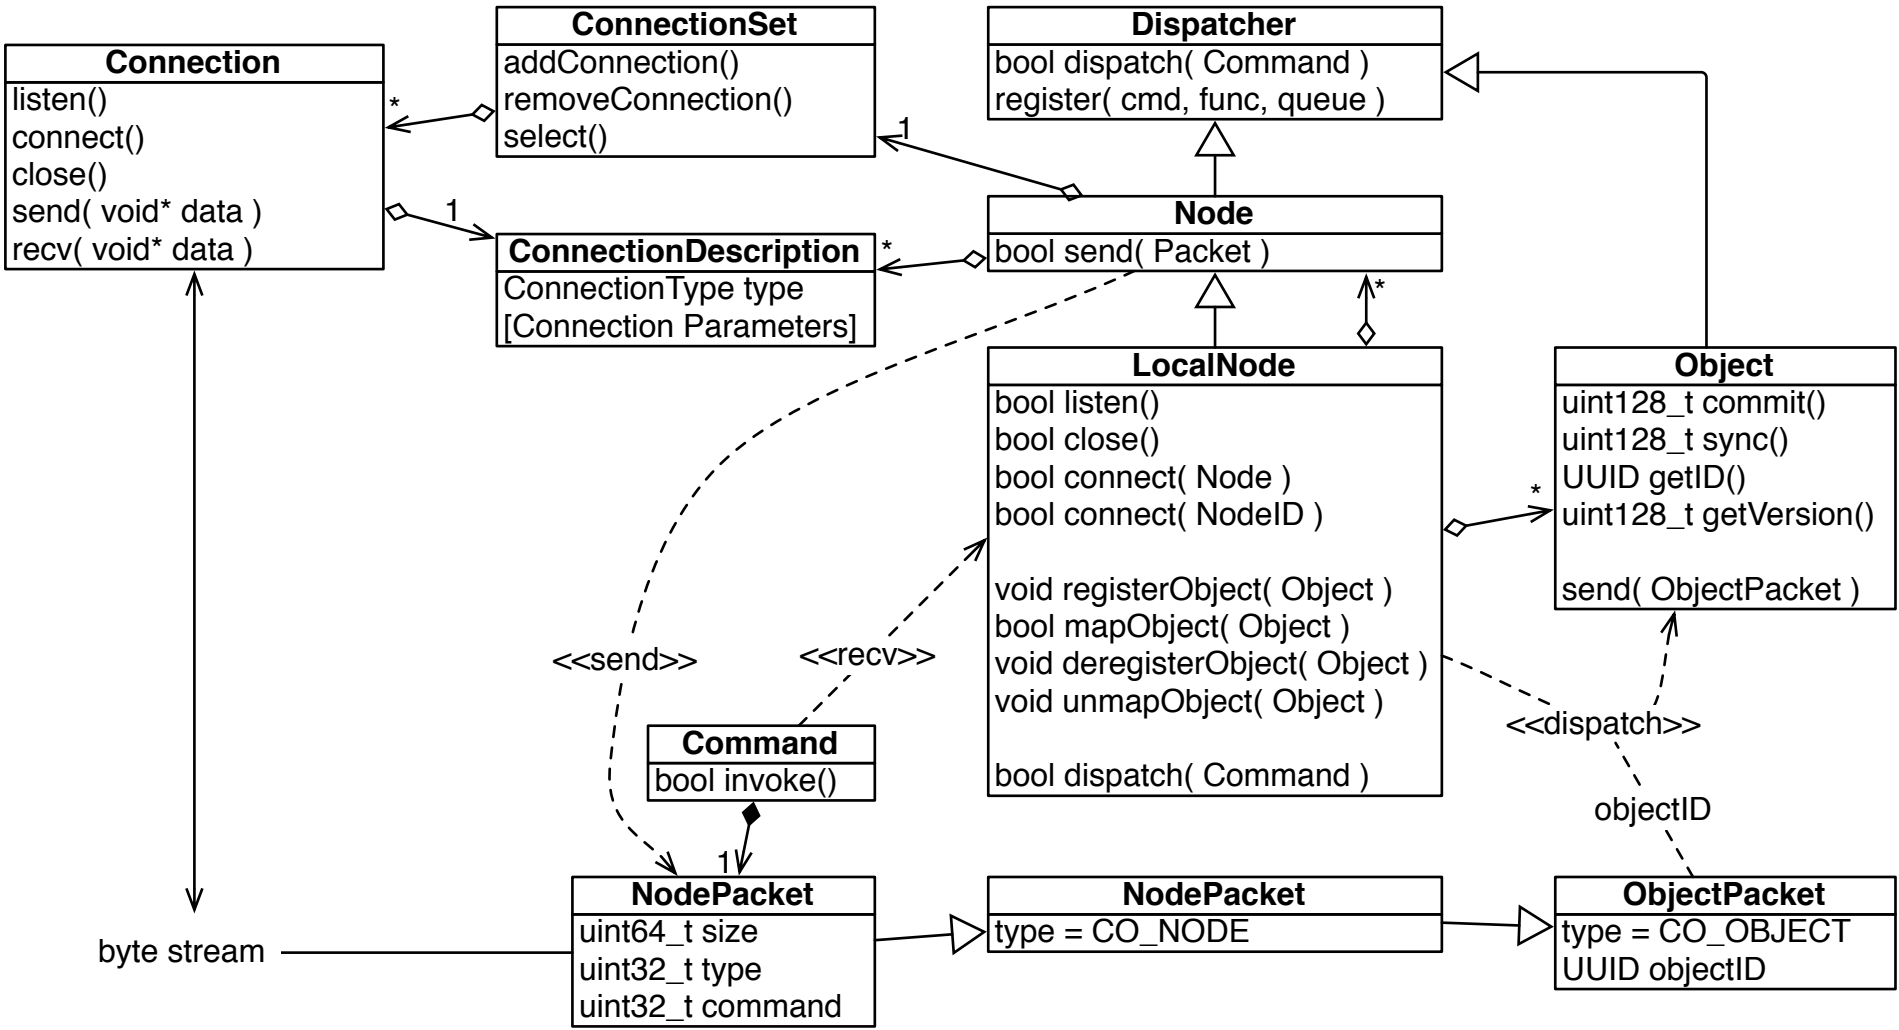 Connection
listen()
connect()
close()
send( void* data )
recv( void* data )
*
1
ConnectionSet
addConnection()
removeConnection()
select()
1
ConnectionDescription
ConnectionType type
[Connection Parameters]
*
Dispatcher
bool dispatch( Command )
register( cmd, func, queue )
Node
bool send( Packet )
*
LocalNode
bool listen()
bool close()
bool connect( Node )
bool connect( NodeID )
void registerObject( Object )
bool mapObject( Object )
void deregisterObject( Object )
void unmapObject( Object )
bool dispatch( Command )
*
Object
uint128_t commit()
uint128_t sync()
UUID getID()
uint128_t getVersion()
send( ObjectPacket )
<<send>>
<<recv>>
<<dispatch>>
objectID
Command
bool invoke()
1
byte stream
NodePacket
uint64_t size
uint32_t type
uint32_t command
NodePacket
type = CO_NODE
ObjectPacket
type = CO_OBJECT
UUID objectID